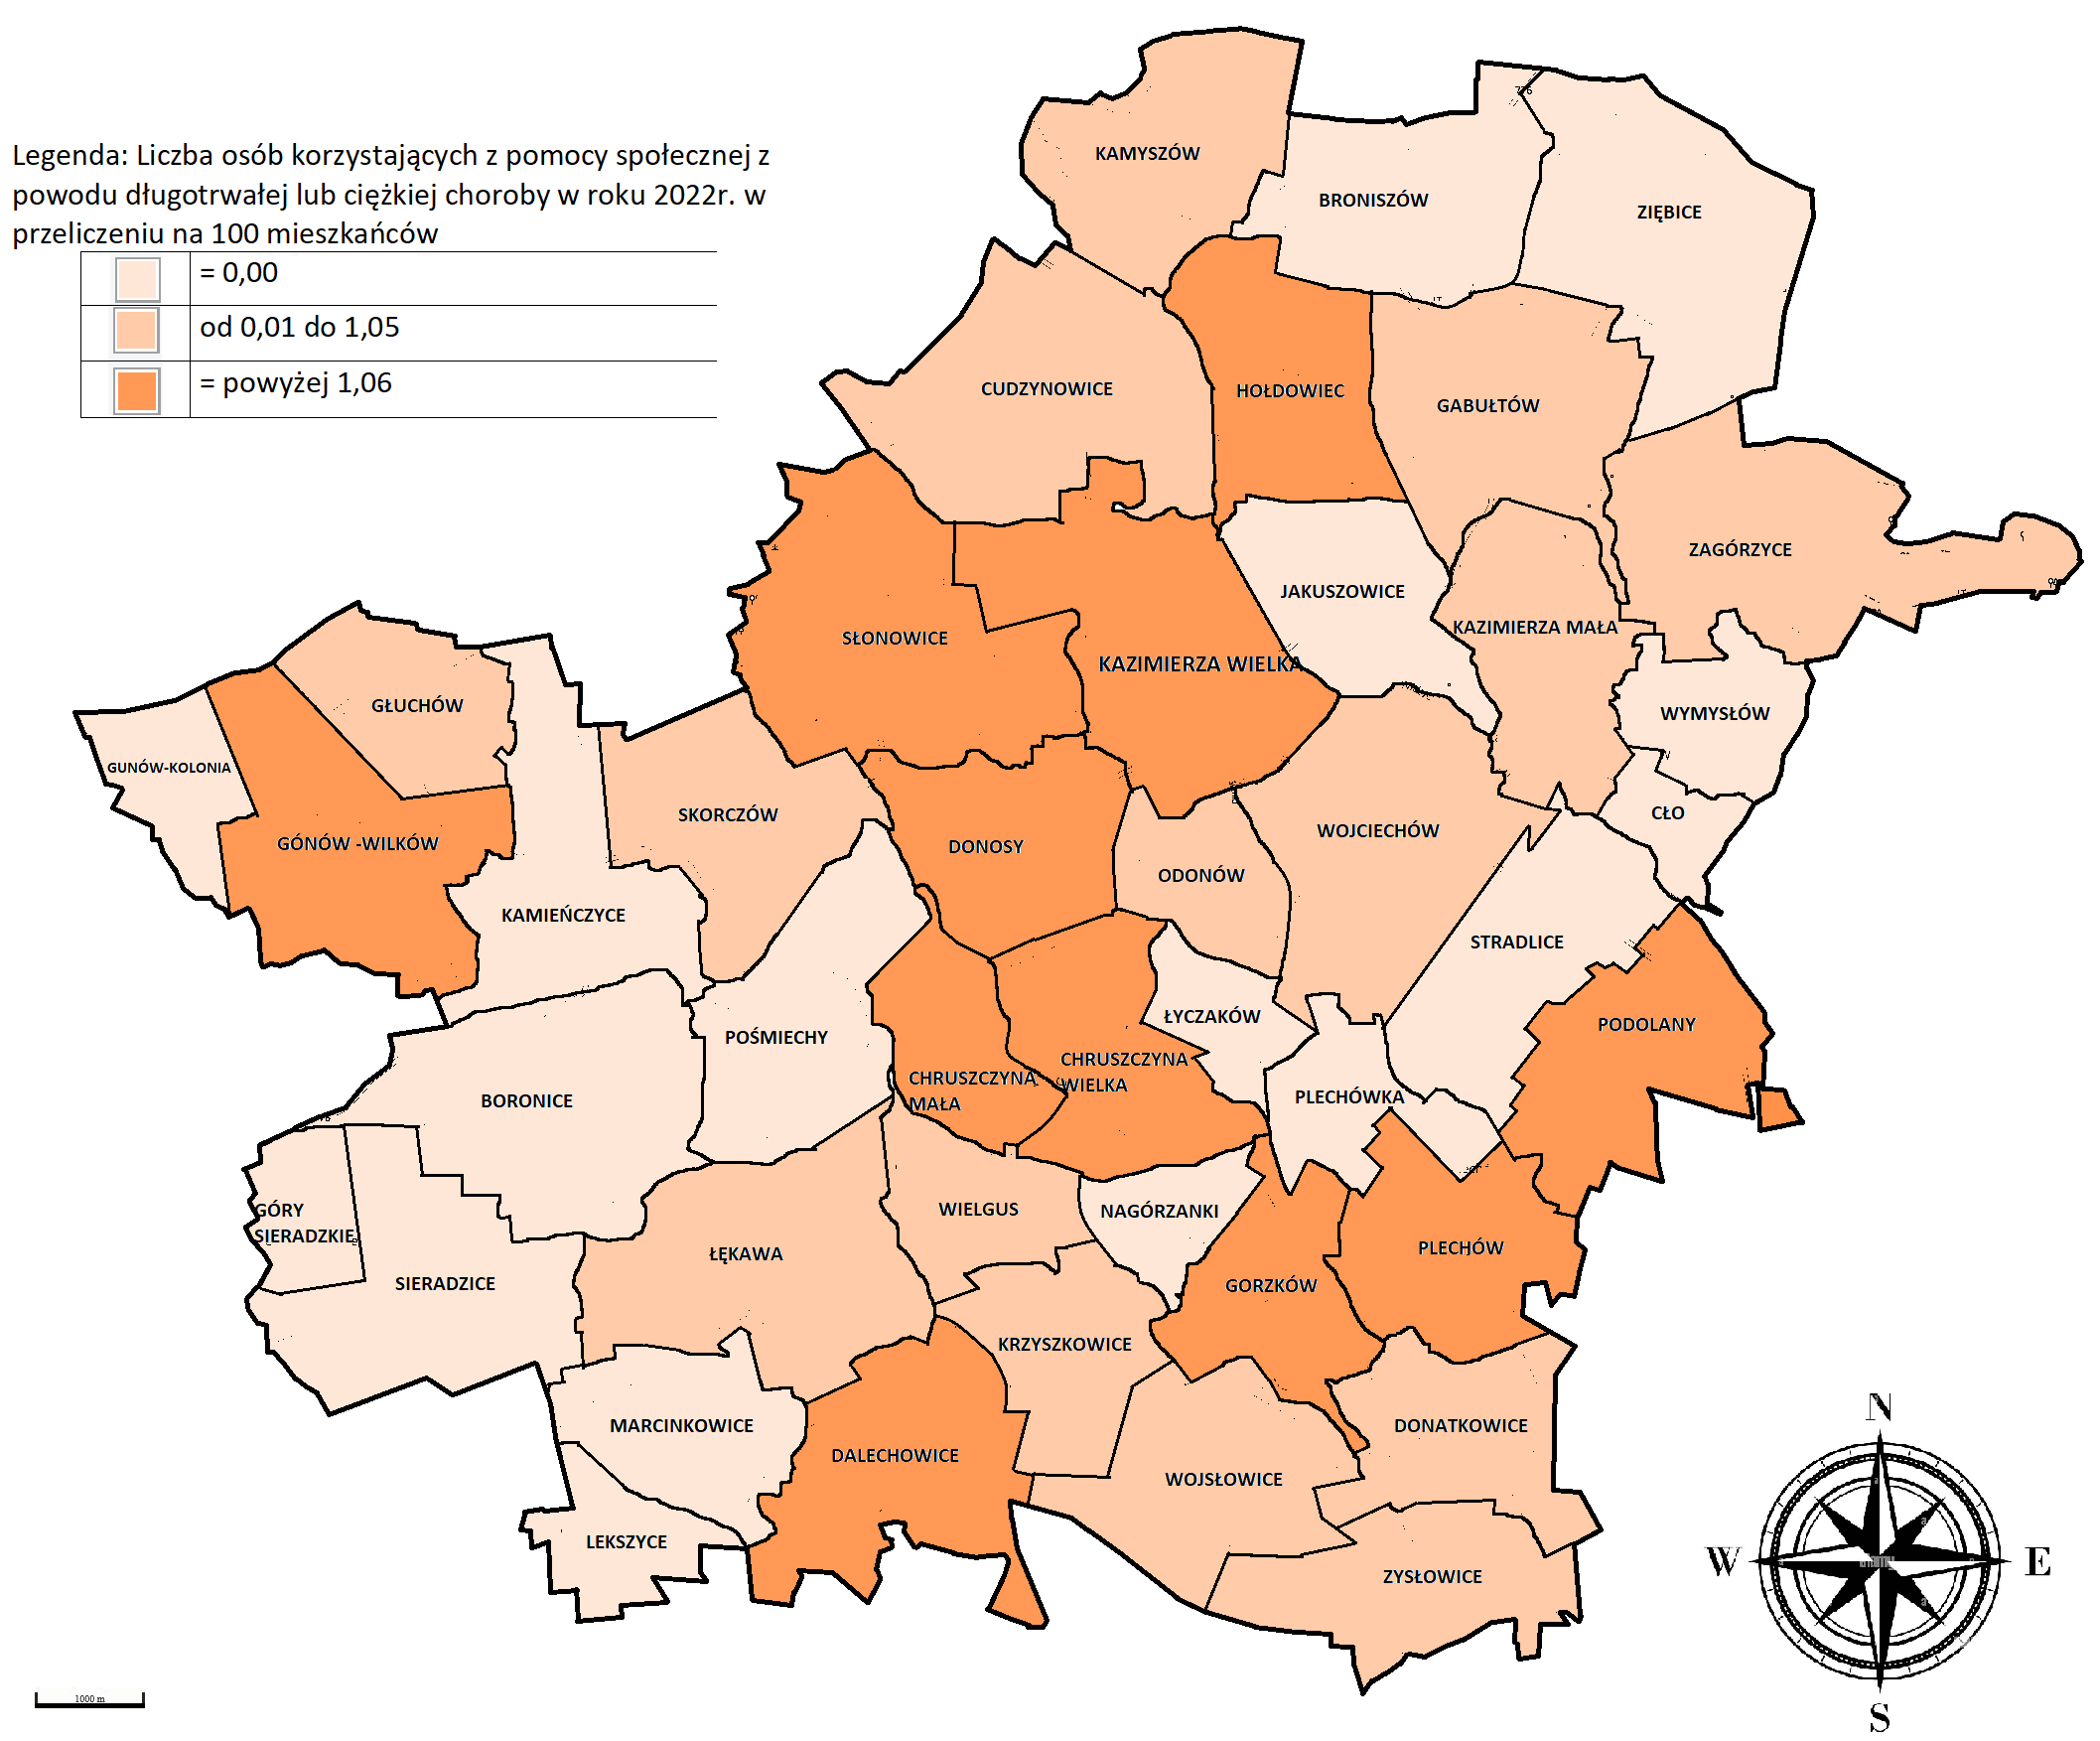 Legenda: Liczba osób korzystających z pomocy społecznej z
powodu długotrwałej lub ciężkiej choroby w roku 2022r. w
przeliczeniu na 100 mieszkańców
= 0,00
od 0,01 do 1,05
= powyżej 1,06
776
KAMYSZÓW
BRONISZÓW
ZIĘBICE
CUDZYNOWICE
HOŁDOWIEC
GABUŁTÓW
ZAGÓRZYCE
JAKUSZOWICE
KAZIMIERZA MAŁA
SŁONOWICE
KAZIMIERZA WIELKA
GŁUCHÓW
WYMYSŁÓW
GUNÓW-KOLONIA
SKORCZÓW
CŁO
GÓNÓW -WILKÓW
DONOSY
WOJCIECHÓW
ODONÓW
KAMIEŃCZYCE
STRADLICE
ŁYCZAKÓW
PODOLANY
POŚMIECHY
CHRUSZCZYNA
WIELKA
CHRUSZCZYNA
MAŁA
PLECHÓWKA
BORONICE
GÓRY
SIERADZKIE
WIELGUS
NAGÓRZANKI
ŁĘKAWA
PLECHÓW
SIERADZICE
GORZKÓW
KRZYSZKOWICE
MARCINKOWICE
DONATKOWICE
DALECHOWICE
WOJSŁOWICE
LEKSZYCE
ZYSŁOWICE
N
W
E
S
1000 m